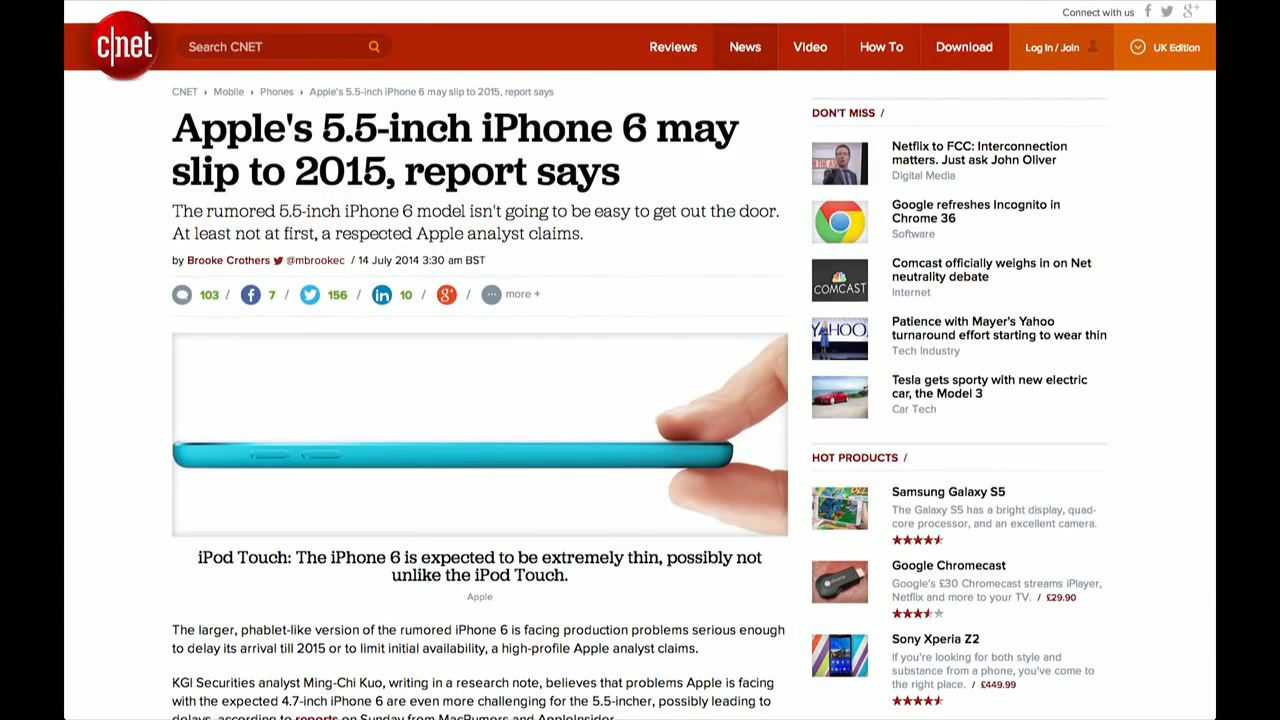 Connect with us
c|net
Search CNET
Reviews
News
Video
How To
Download
Log In / Join
UK Edition
CNET › Mobile › Phones › Apple's 5.5-inch iPhone 6 may slip to 2015, report says
Apple's 5.5-inch iPhone 6 may
slip to 2015, report says
The rumored 5.5-inch iPhone 6 model isn't going to be easy to get out the door.
At least not at first, a respected Apple analyst claims.
by Brooke Crothers @mbrookec / 14 July 2014 3:30 am BST
103 / 7 / 156 / 10 / / more +
iPod Touch: The iPhone 6 is expected to be extremely thin, possibly not
unlike the iPod Touch.
Apple
The larger, phablet-like version of the rumored iPhone 6 is facing production problems serious enough
to delay its arrival till 2015 or to limit initial availability, a high-profile Apple analyst claims.
KGI Securities analyst Ming-Chi Kuo, writing in a research note, believes that problems Apple is facing
with the expected 4.7-inch iPhone 6 are even more challenging for the 5.5-incher, possibly leading to
delays, according to reports on Sunday from MacRumors and AppleInsider.
DON'T MISS /
Netflix to FCC: Interconnection
matters. Just ask John Oliver
Digital Media
Google refreshes Incognito in
Chrome 36
Software
COMCAST
Comcast officially weighs in on Net
neutrality debate
Internet
YAHOO
Patience with Mayer's Yahoo
turnaround effort starting to wear thin
Tech Industry
Tesla gets sporty with new electric
car, the Model 3
Car Tech
HOT PRODUCTS /
Samsung Galaxy S5
The Galaxy S5 has a bright display, quad-
core processor, and an excellent camera.
Google Chromecast
Google's £30 Chromecast streams iPlayer,
Netflix and more to your TV. / £29.90
Sony Xperia Z2
If you're looking for both style and
substance from a phone, you've come to
the right place. / £449.99